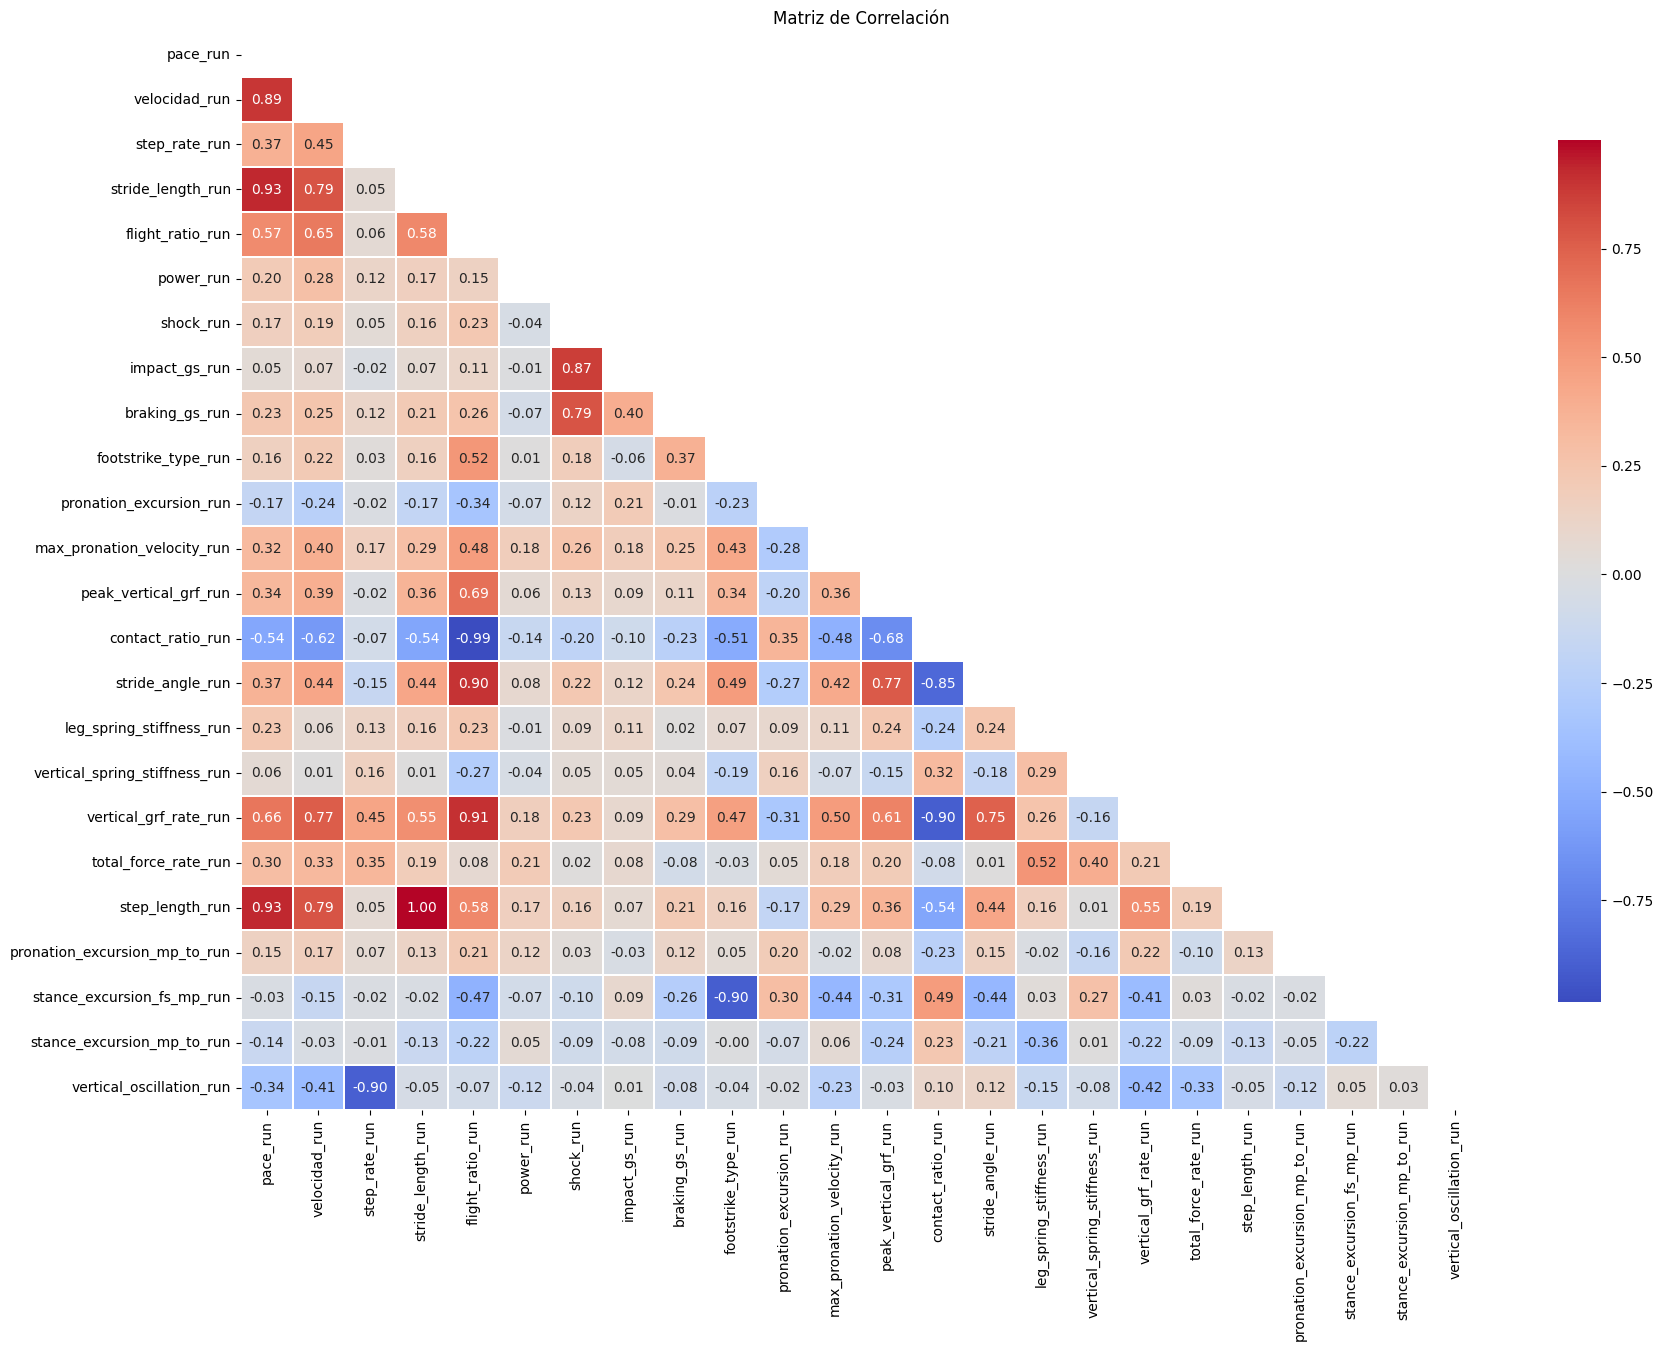 Matriz de Correlación
pace_run
velocidad_run 0.89
step_rate_run 0.37 0.45
stride_length_run 0.93 0.79 0.05
flight_ratio_run 0.57 0.65 0.06 0.58
power_run 0.20 0.28 0.12 0.17 0.15
shock_run 0.17 0.19 0.05 0.16 0.23 -0.04
impact_gs_run 0.05 0.07 -0.02 0.07 0.11 -0.01 0.87
braking_gs_run 0.23 0.25 0.12 0.21 0.26 -0.07 0.79 0.40
footstrike_type_run 0.16 0.22 0.03 0.16 0.52 0.01 0.18 -0.06 0.37
pronation_excursion_run -0.17 -0.24 -0.02 -0.17 -0.34 -0.07 0.12 0.21 -0.01 -0.23
max_pronation_velocity_run 0.32 0.40 0.17 0.29 0.48 0.18 0.26 0.18 0.25 0.43 -0.28
peak_vertical_grf_run 0.34 0.39 -0.02 0.36 0.69 0.06 0.13 0.09 0.11 0.34 -0.20 0.36
contact_ratio_run -0.54 -0.62 -0.07 -0.54 -0.99 -0.14 -0.20 -0.10 -0.23 -0.51 0.35 -0.48 -0.68
stride_angle_run 0.37 0.44 -0.15 0.44 0.90 0.08 0.22 0.12 0.24 0.49 -0.27 0.42 0.77 -0.85
leg_spring_stiffness_run 0.23 0.06 0.13 0.16 0.23 -0.01 0.09 0.11 0.02 0.07 0.09 0.11 0.24 -0.24 0.24
vertical_spring_stiffness_run 0.06 0.01 0.16 0.01 -0.27 -0.04 0.05 0.05 0.04 -0.19 0.16 -0.07 -0.15 0.32 -0.18 0.29
vertical_grf_rate_run 0.66 0.77 0.45 0.55 0.91 0.18 0.23 0.09 0.29 0.47 -0.31 0.50 0.61 -0.90 0.75 0.26 -0.16
total_force_rate_run 0.30 0.33 0.35 0.19 0.08 0.21 0.02 0.08 -0.08 -0.03 0.05 0.18 0.20 -0.08 0.01 0.52 0.40 0.21
step_length_run 0.93 0.79 0.05 1.00 0.58 0.17 0.16 0.07 0.21 0.16 -0.17 0.29 0.36 -0.54 0.44 0.16 0.01 0.55 0.19
pronation_excursion_mp_to_run 0.15 0.17 0.07 0.13 0.21 0.12 0.03 -0.03 0.12 0.05 0.20 -0.02 0.08 -0.23 0.15 -0.02 -0.16 0.22 -0.10 0.13
stance_excursion_fs_mp_run -0.03 -0.15 -0.02 -0.02 -0.47 -0.07 -0.10 0.09 -0.26 -0.90 0.30 -0.44 -0.31 0.49 -0.44 0.03 0.27 -0.41 0.03 -0.02 -0.02
stance_excursion_mp_to_run -0.14 -0.03 -0.01 -0.13 -0.22 0.05 -0.09 -0.08 -0.09 -0.00 -0.07 0.06 -0.24 0.23 -0.21 -0.36 0.01 -0.22 -0.09 -0.13 -0.05 -0.22
vertical_oscillation_run -0.34 -0.41 -0.90 -0.05 -0.07 -0.12 -0.04 0.01 -0.08 -0.04 -0.02 -0.23 -0.03 0.10 0.12 -0.15 -0.08 -0.42 -0.33 -0.05 -0.12 0.05 0.03
pace_run
velocidad_run
step_rate_run
stride_length_run
flight_ratio_run
power_run
shock_run
impact_gs_run
braking_gs_run
footstrike_type_run
pronation_excursion_run
max_pronation_velocity_run
peak_vertical_grf_run
contact_ratio_run
stride_angle_run
leg_spring_stiffness_run
vertical_spring_stiffness_run
vertical_grf_rate_run
total_force_rate_run
step_length_run
pronation_excursion_mp_to_run
stance_excursion_fs_mp_run
stance_excursion_mp_to_run
vertical_oscillation_run
0.75
0.50
0.25
0.00
−0.25
−0.50
−0.75